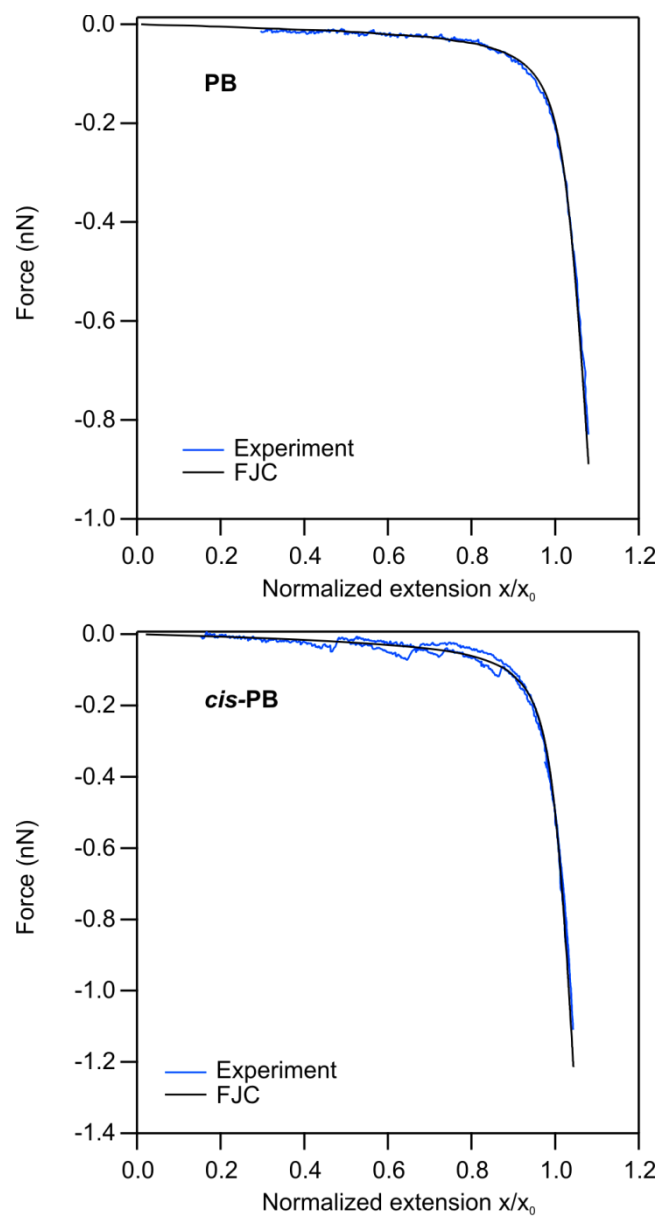 0.0
-0.2
-0.4
-0.6
-0.8
-1.0
Force (nN)
PB
Experiment
FJC
0.0 0.2 0.4 0.6 0.8 1.0 1.2
Normalized extension x/x₀
0.0
-0.2
-0.4
-0.6
-0.8
-1.0
-1.2
-1.4
Force (nN)
cis-PB
Experiment
FJC
0.0 0.2 0.4 0.6 0.8 1.0 1.2
Normalized extension x/x₀